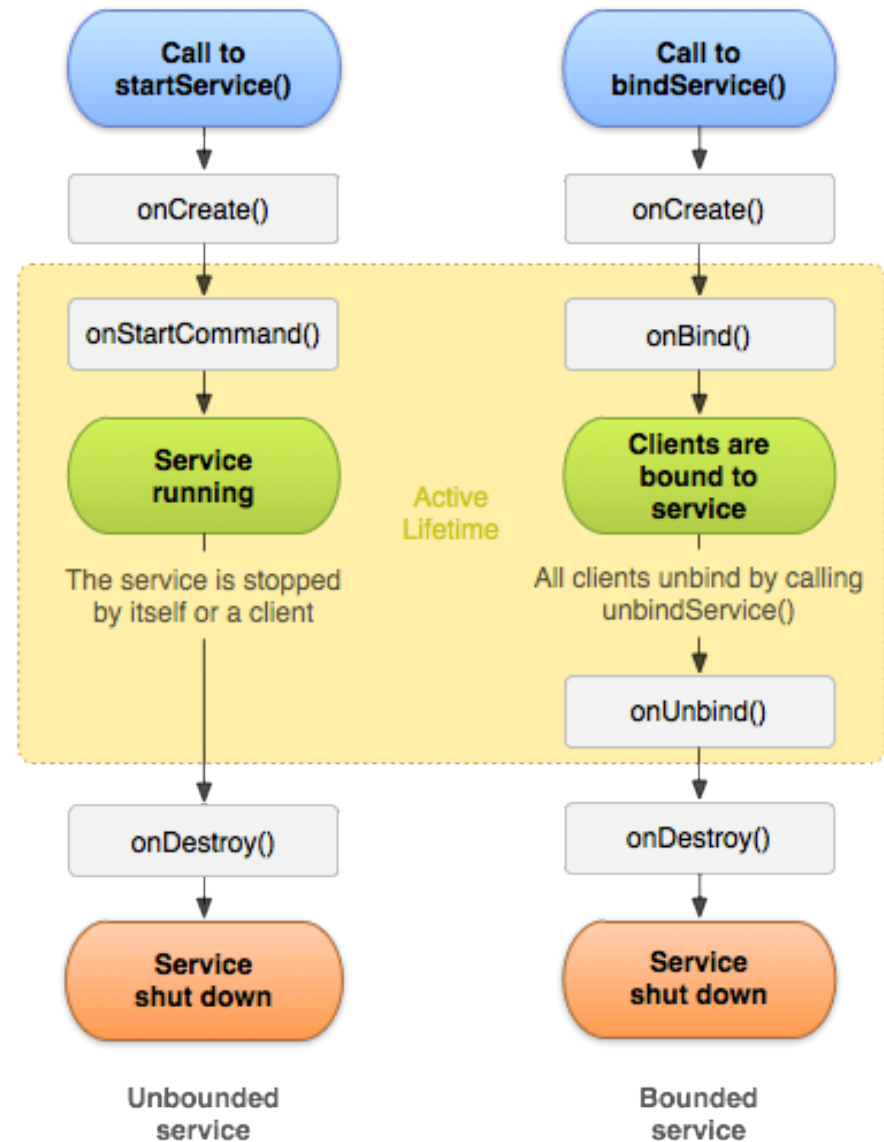 Call to
startService()
onCreate()
onStartCommand()
Service
running
The service is stopped
by itself or a client
onDestroy()
Service
shut down
Unbounded
service
Active
Lifetime
Call to
bindService()
onCreate()
onBind()
Clients are
bound to
service
All clients unbind by calling
unbindService()
onUnbind()
onDestroy()
Service
shut down
Bounded
service